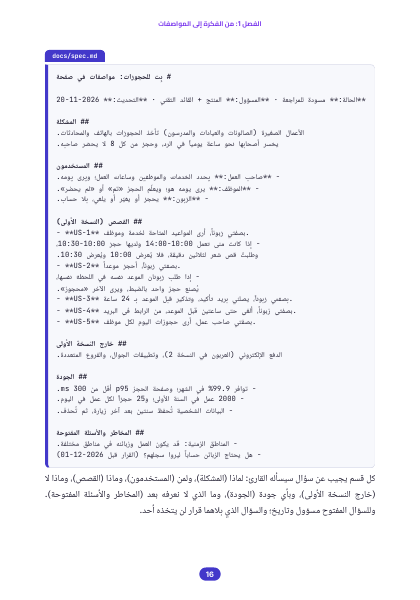 الفصل 1: من الفكرة إلى المواصفات
docs/spec.md
# بِت للحجوزات: مواصفات في صفحة
**الحالة:** مسودة للمراجعة · **المسؤول:** المنتج + القائد التقني · **التحديث:** 2026-11-20
## المشكلة
الأعمال الصغيرة (الصالونات والعيادات والمدرسون) تأخذ الحجوزات بالهاتف والمحادثات.
يخسر أصحابها نحو ساعة يومياً في الرد، وحجز من كل 8 لا يحضر صاحبه.
## المستخدمون
- **صاحب العمل:** يحدد الخدمات والموظفين وساعات العمل؛ ويرى يومه.
- **الموظف:** يرى يومه هو؛ ويعلّم الحجز «تم» أو «لم يحضر».
- **الزبون:** يحجز أو يغيّر أو يلغي، بلا حساب.
## القصص (النسخة الأولى)
- **US-1** بصفتي زبوناً، أرى المواعيد المتاحة لخدمة وموظف.
- إذا كانت منى تعمل 10:00-14:00 ولديها حجز 10:00-10:30،
وطلبت قص شعر لثلاثين دقيقة، فلا يُعرض 10:00 ويُعرض 10:30.
- **US-2** بصفتي زبوناً، أحجز موعداً.
- إذا طلب زبونان الموعد نفسه في اللحظة نفسها،
يُصنع حجز واحد بالضبط، ويرى الآخر «محجوز».
- **US-3** بصفتي زبوناً، يصلني بريد تأكيد، وتذكير قبل الموعد بـ 24 ساعة.
- **US-4** بصفتي زبوناً، ألغي حتى ساعتين قبل الموعد، من الرابط في البريد.
- **US-5** بصفتي صاحب عمل، أرى حجوزات اليوم لكل موظف.
## خارج النسخة الأولى
الدفع الإلكتروني (العربون في النسخة 2)، وتطبيقات الجوال، والفروع المتعددة.
## الجودة
- توافر 99.9% في الشهر؛ وصفحة الحجز p95 أقل من 300 ms.
- 2000 عمل في السنة الأولى؛ و25 حجزاً لكل عمل في اليوم.
- البيانات الشخصية تُحفظ سنتين بعد آخر زيارة، ثم تُحذف.
## المخاطر والأسئلة المفتوحة
- المناطق الزمنية: قد يكون العمل وزبائنه في مناطق مختلفة.
- هل يحتاج الزبائن حساباً ليروا سجلهم؟ (القرار قبل 2026-12-01)
كل قسم يجيب عن سؤال سيسأله القارئ: لماذا (المشكلة)، ولمن (المستخدمون)، وماذا (القصص)، وماذا لا
(خارج النسخة الأولى)، وبأي جودة (الجودة)، وما الذي لا نعرفه بعد (المخاطر والأسئلة المفتوحة).
وللسؤال المفتوح مسؤول وتاريخ؛ والسؤال الذي بلاهما قرار لن يتخذه أحد.
16